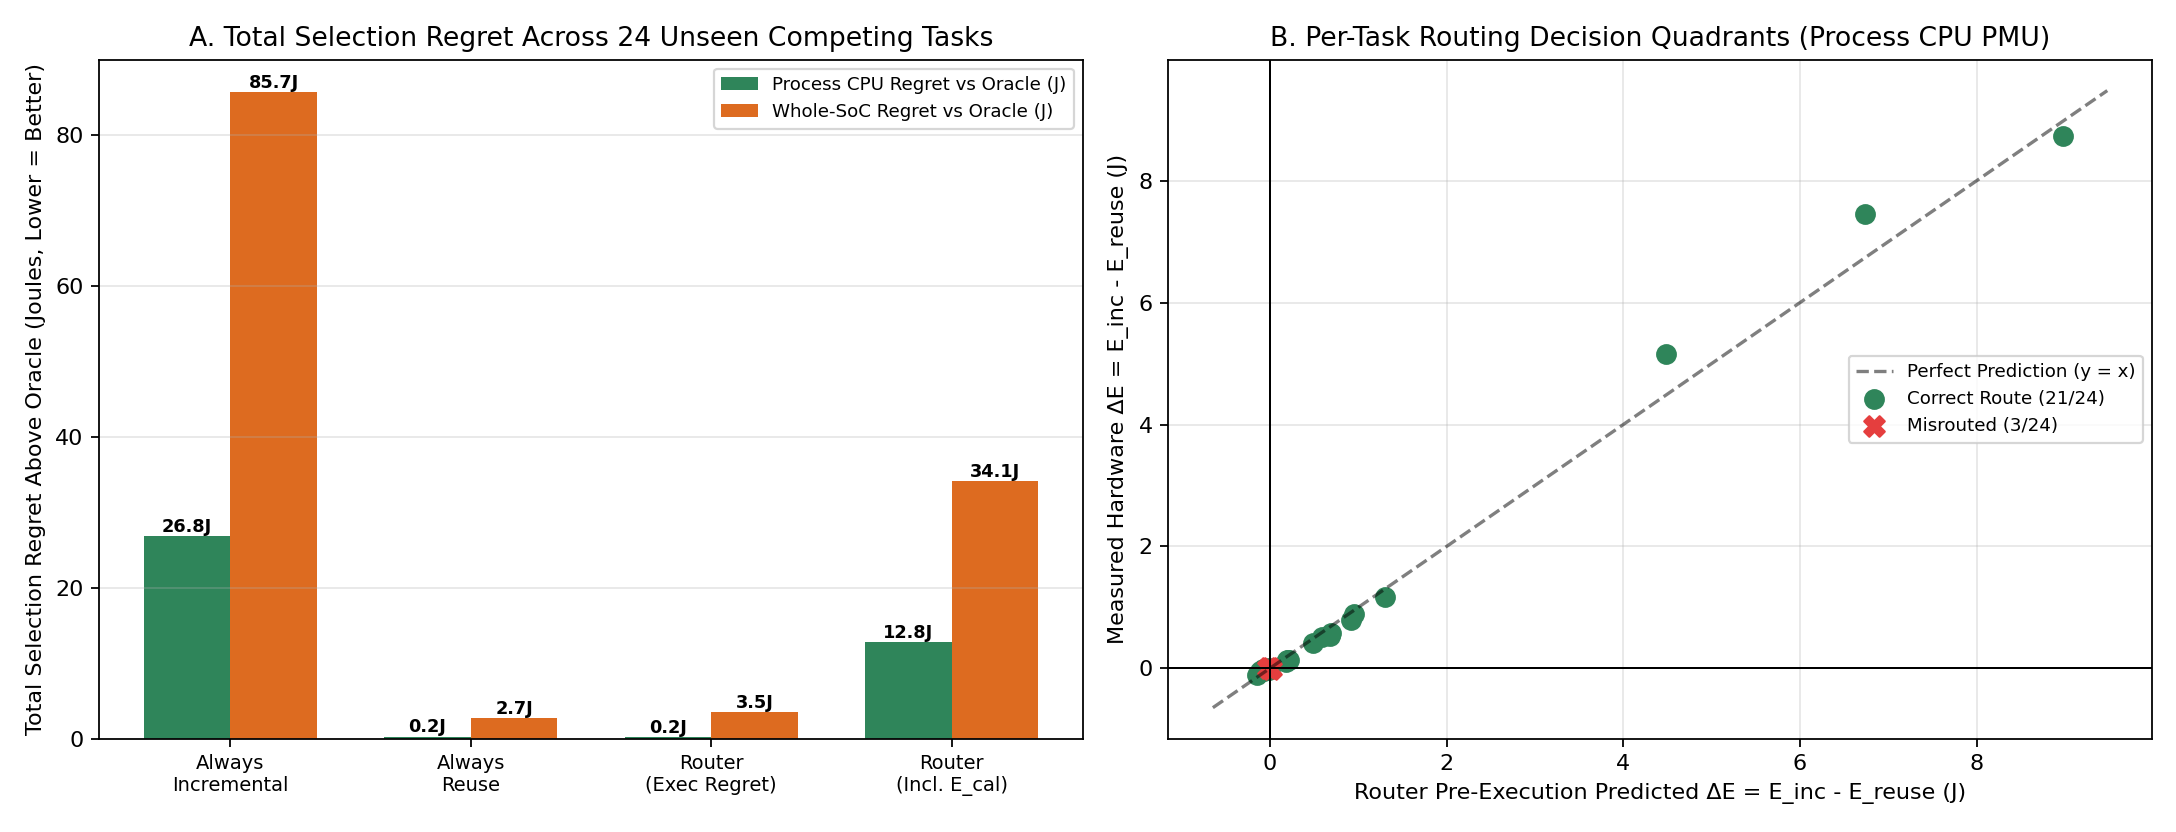 A. Total Selection Regret Across 24 Unseen Competing Tasks
Total Selection Regret Above Oracle (Joules, Lower = Better)
80
60
40
20
0
Process CPU Regret vs Oracle (J)
Whole-SoC Regret vs Oracle (J)
26.8J
85.7J
0.2J
2.7J
0.2J
3.5J
12.8J
34.1J
Always
Incremental
Always
Reuse
Router
(Exec Regret)
Router
(Incl. E_cal)
B. Per-Task Routing Decision Quadrants (Process CPU PMU)
Measured Hardware ΔE = E_inc - E_reuse (J)
8
6
4
2
0
Perfect Prediction (y = x)
Correct Route (21/24)
Misrouted (3/24)
0
2
4
6
8
Router Pre-Execution Predicted ΔE = E_inc - E_reuse (J)